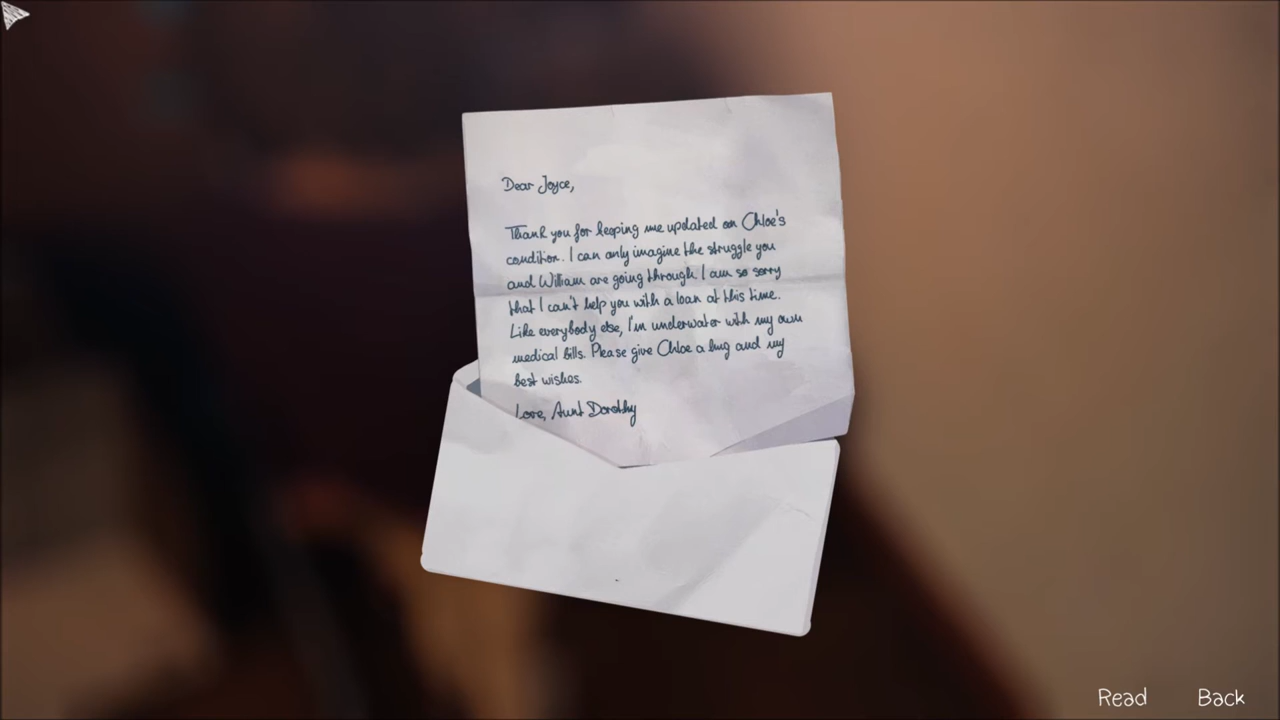 Dear Joyce,
Thank you for keeping me updated on Chloe's
condition. I can only imagine the struggle you
and William are going through. I am so sorry
that I can't help you with a loan at this time.
Like everybody else, I'm underwater with my own
medical bills. Please give Chloe a hug and my
best wishes.
Love, Aunt Dorothy
Read Back